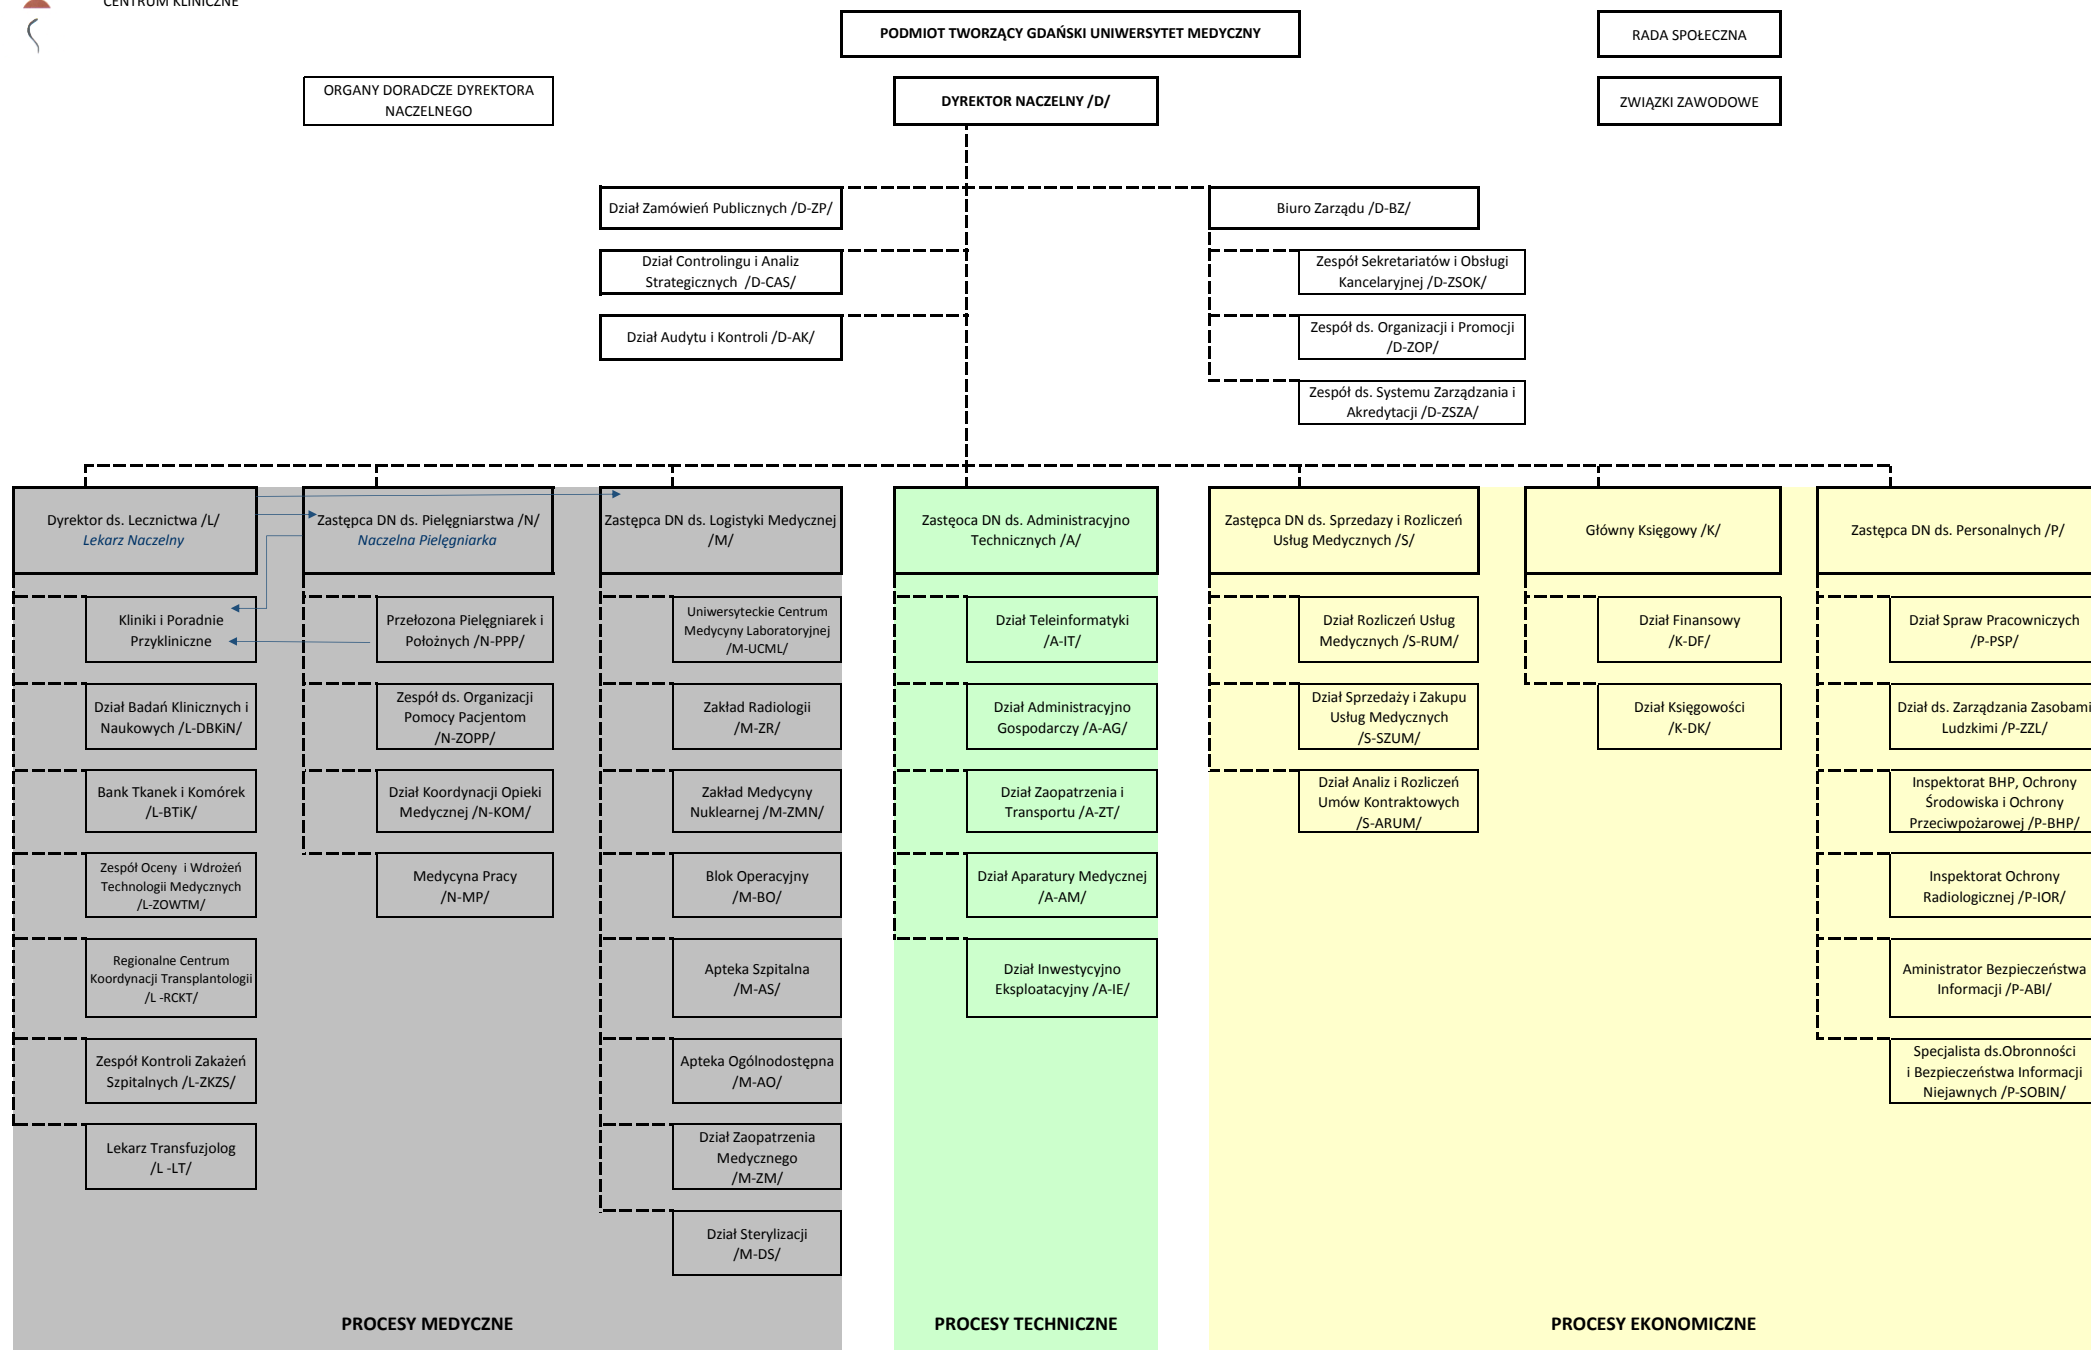 CENTRUM KLINICZNE
PODMIOT TWORZĄCY GDAŃSKI UNIWERSYTET MEDYCZNY
RADA SPOŁECZNA
ORGANY DORADCZE DYREKTORA
NACZELNEGO
DYREKTOR NACZELNY /D/
ZWIĄZKI ZAWODOWE
Dział Zamówień Publicznych /D-ZP/
Biuro Zarządu /D-BZ/
Dział Controlingu i Analiz
Strategicznych /D-CAS/
Zespół Sekretariatów i Obsługi
Kancelaryjnej /D-ZSOK/
Dział Audytu i Kontroli /D-AK/
Zespół ds. Organizacji i Promocji
/D-ZOP/
Zespół ds. Systemu Zarządzania i
Akredytacji /D-ZSZA/
Dyrektor ds. Lecznictwa /L/
Lekarz Naczelny
Zastępca DN ds. Pielęgniarstwa /N/
Naczelna Pielęgniarka
Zastępca DN ds. Logistyki Medycznej
/M/
Zastęoca DN ds. Administracyjno
Technicznych /A/
Zastępca DN ds. Sprzedazy i Rozliczeń
Usług Medycznych /S/
Główny Księgowy /K/
Zastępca DN ds. Personalnych /P/
Kliniki i Poradnie
Przykliniczne
Przełozona Pielęgniarek i
Położnych /N-PPP/
Uniwersyteckie Centrum
Medycyny Laboratoryjnej
/M-UCML/
Dział Teleinformatyki
/A-IT/
Dział Rozliczeń Usług
Medycznych /S-RUM/
Dział Finansowy
/K-DF/
Dział Spraw Pracowniczych
/P-PSP/
Dział Badań Klinicznych i
Naukowych /L-DBKiN/
Zespół ds. Organizacji
Pomocy Pacjentom
/N-ZOPP/
Zakład Radiologii
/M-ZR/
Dział Administracyjno
Gospodarczy /A-AG/
Dział Sprzedaży i Zakupu
Usług Medycznych
/S-SZUM/
Dział Księgowości
/K-DK/
Dział ds. Zarządzania Zasobami
Ludzkimi /P-ZZL/
Bank Tkanek i Komórek
/L-BTiK/
Dział Koordynacji Opieki
Medycznej /N-KOM/
Zakład Medycyny
Nuklearnej /M-ZMN/
Dział Zaopatrzenia i
Transportu /A-ZT/
Dział Analiz i Rozliczeń
Umów Kontraktowych
/S-ARUM/
Inspektorat BHP, Ochrony
Środowiska i Ochrony
Przeciwpożarowej /P-BHP/
Zespół Oceny i Wdrożeń
Technologii Medycznych
/L-ZOWTM/
Medycyna Pracy
/N-MP/
Blok Operacyjny
/M-BO/
Dział Aparatury Medycznej
/A-AM/
Inspektorat Ochrony
Radiologicznej /P-IOR/
Regionalne Centrum
Koordynacji Transplantologii
/L -RCKT/
Apteka Szpitalna
/M-AS/
Dział Inwestycyjno
Eksploatacyjny /A-IE/
Aministrator Bezpieczeństwa
Informacji /P-ABI/
Zespół Kontroli Zakażeń
Szpitalnych /L-ZKZS/
Apteka Ogólnodostępna
/M-AO/
Specjalista ds.Obronności
i Bezpieczeństwa Informacji
Niejawnych /P-SOBIN/
Lekarz Transfuzjolog
/L -LT/
Dział Zaopatrzenia
Medycznego
/M-ZM/
Dział Sterylizacji
/M-DS/
PROCESY MEDYCZNE
PROCESY TECHNICZNE
PROCESY EKONOMICZNE